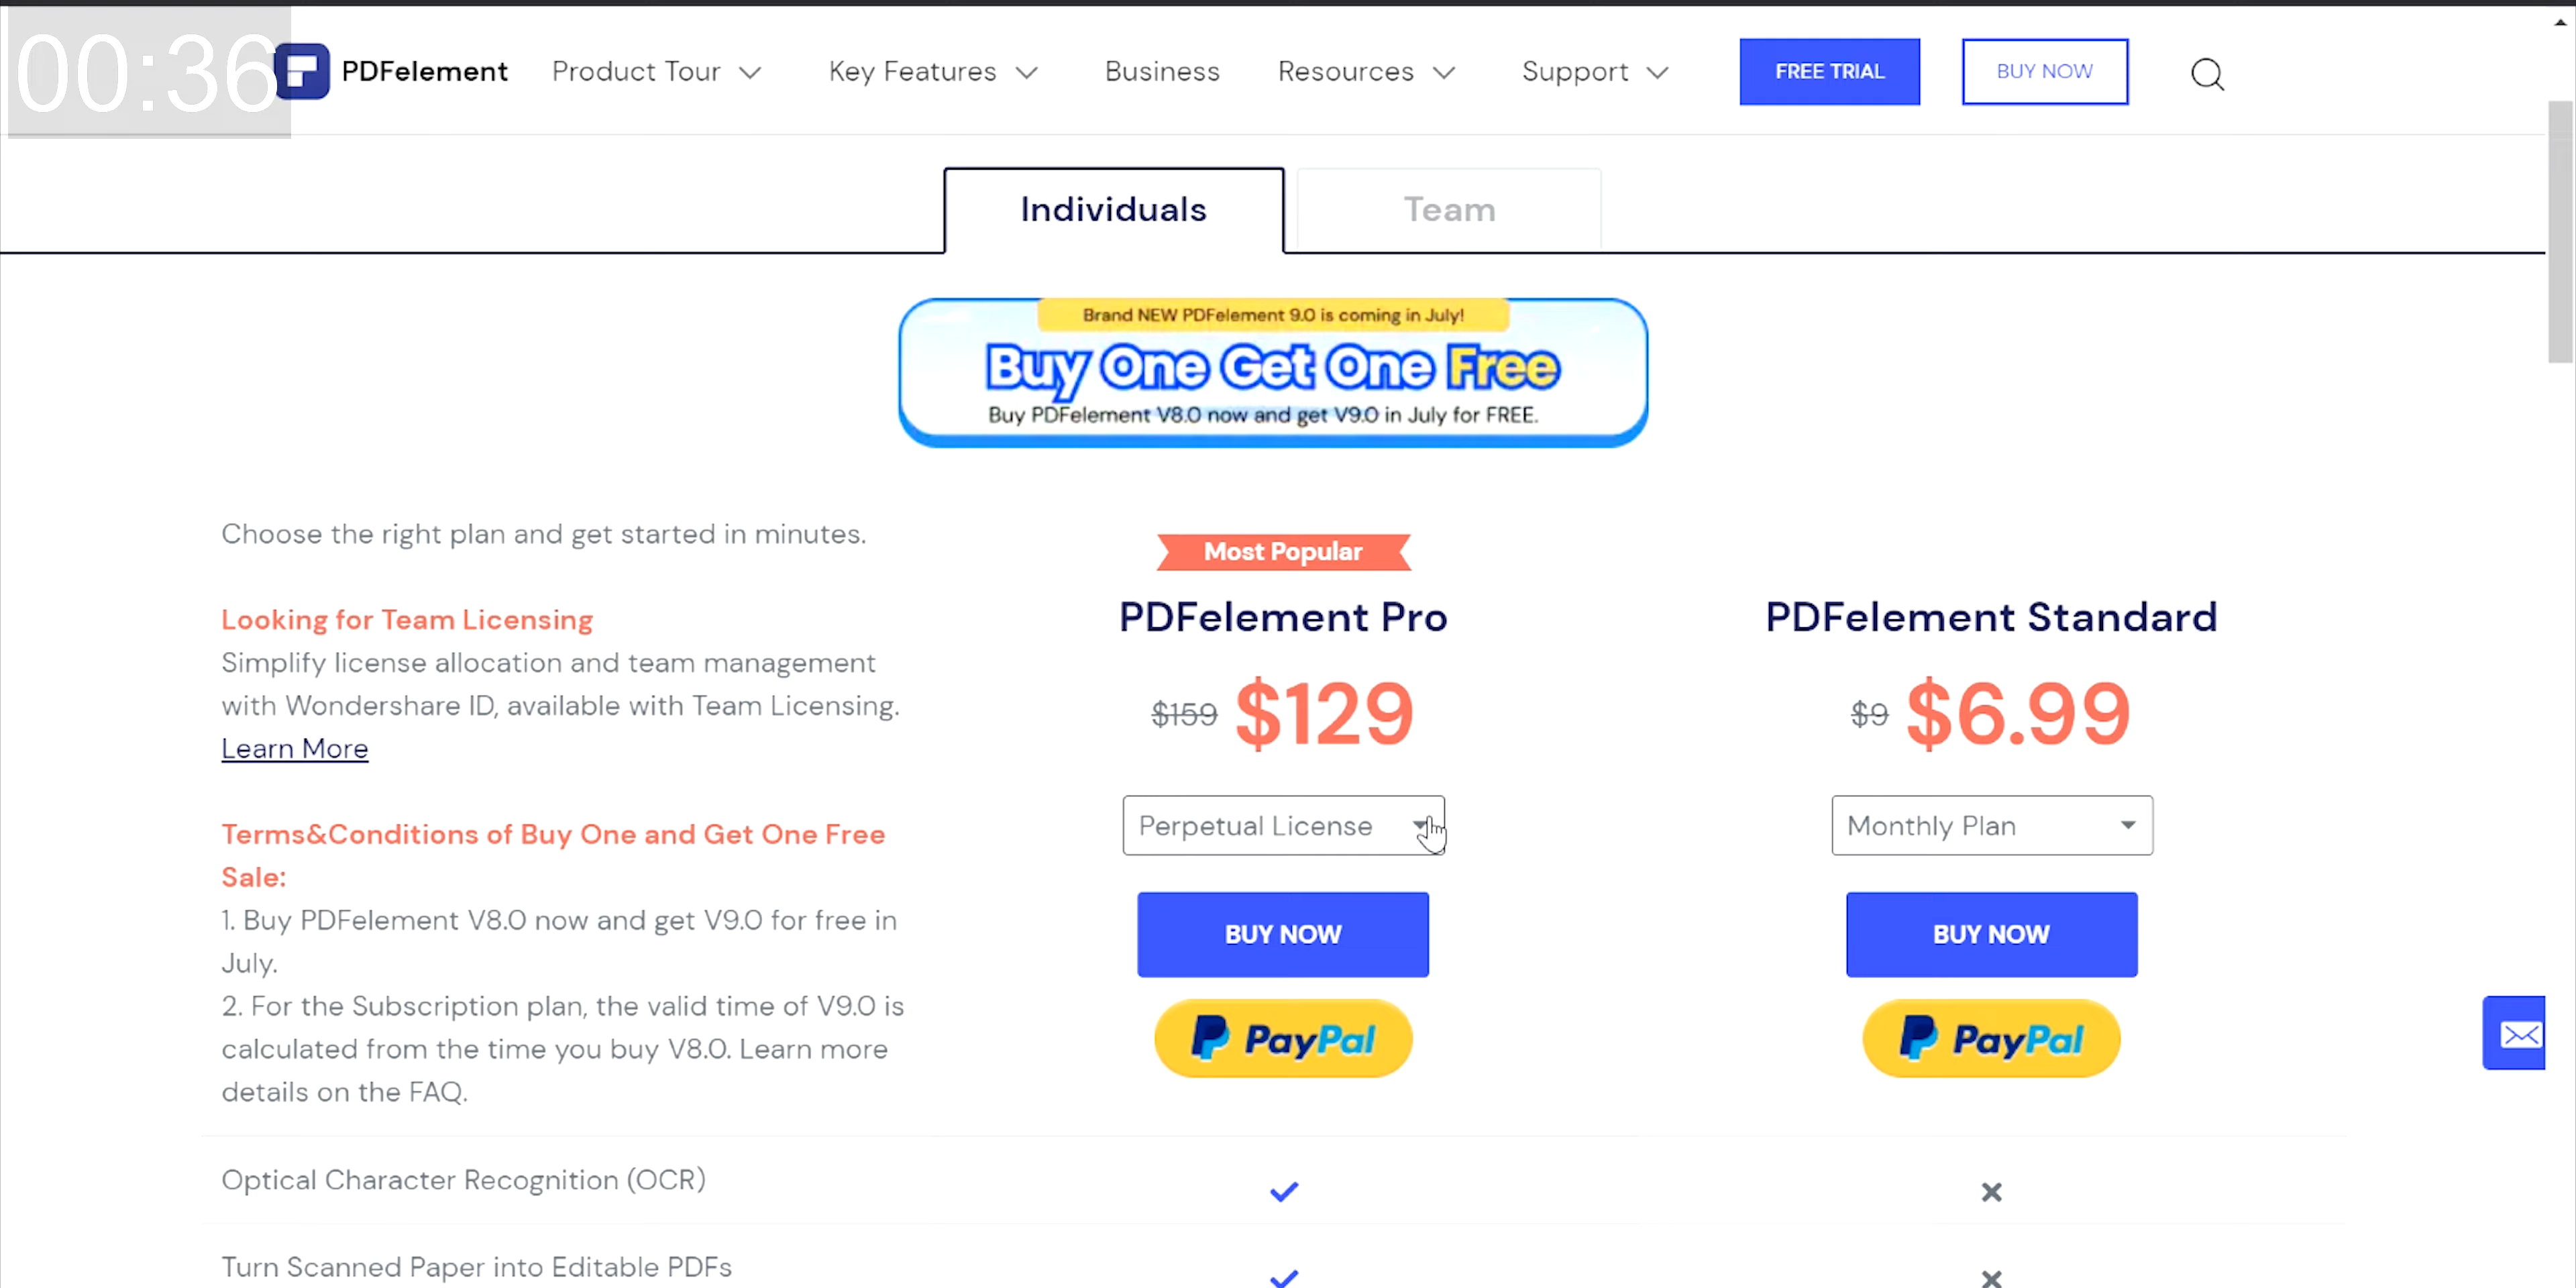 00:36
PDFelement Product Tour Key Features Business Resources Support FREE TRIAL BUY NOW
Individuals Team
Brand NEW PDFelement 9.0 is coming in July!
Buy One Get One Free
Buy PDFelement V8.0 now and get V9.0 in July for FREE.
Choose the right plan and get started in minutes.
Looking for Team Licensing
Simplify license allocation and team management
with Wondershare ID, available with Team Licensing.
Learn More
Terms&Conditions of Buy One and Get One Free
Sale:
1. Buy PDFelement V8.0 now and get V9.0 for free in
July.
2. For the Subscription plan, the valid time of V9.0 is
calculated from the time you buy V8.0. Learn more
details on the FAQ.
Most Popular
PDFelement Pro
$159 $129
Perpetual License
BUY NOW
PayPal
PDFelement Standard
$9 $6.99
Monthly Plan
BUY NOW
PayPal
Optical Character Recognition (OCR)
Turn Scanned Paper into Editable PDFs